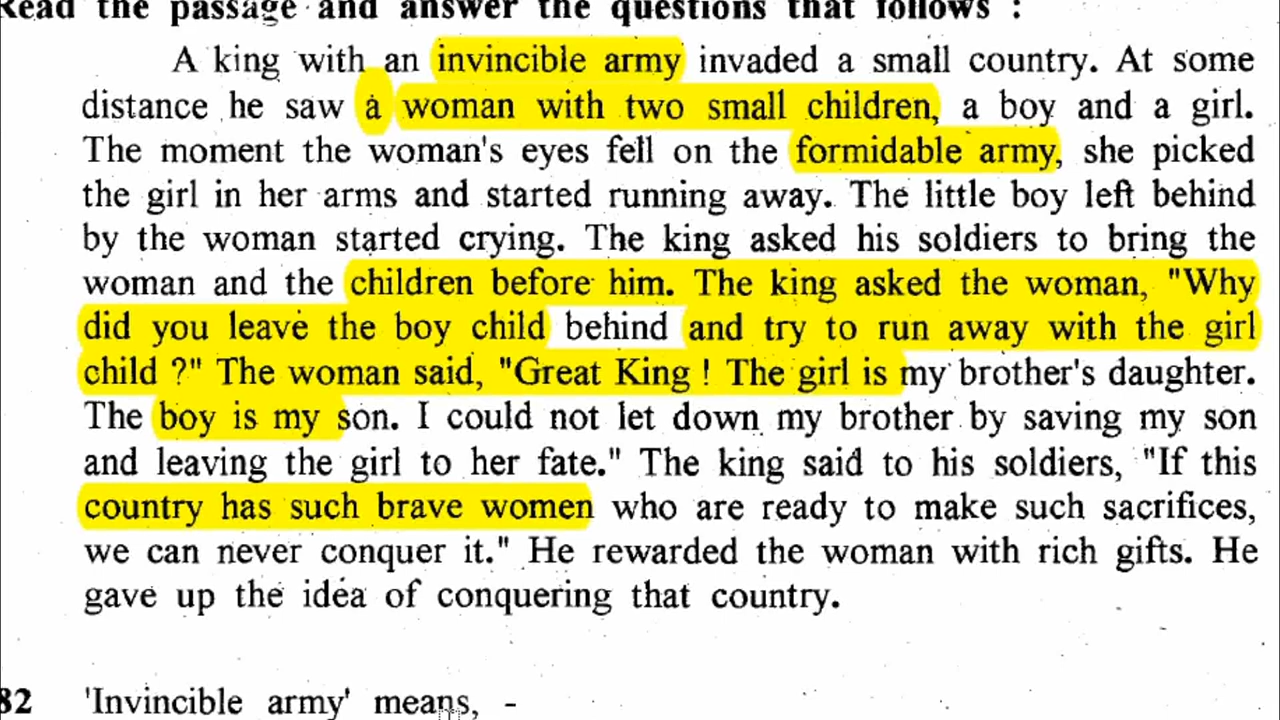 Read the passage and answer the questions that follows :
A king with an invincible army invaded a small country. At some
distance he saw a woman with two small children, a boy and a girl.
The moment the woman's eyes fell on the formidable army, she picked
the girl in her arms and started running away. The little boy left behind
by the woman started crying. The king asked his soldiers to bring the
woman and the children before him. The king asked the woman, "Why
did you leave the boy child behind and try to run away with the girl
child ?" The woman said, "Great King ! The girl is my brother's daughter.
The boy is my son. I could not let down my brother by saving my son
and leaving the girl to her fate." The king said to his soldiers, "If this
country has such brave women who are ready to make such sacrifices,
we can never conquer it." He rewarded the woman with rich gifts. He
gave up the idea of conquering that country.
82 'Invincible army' means, -